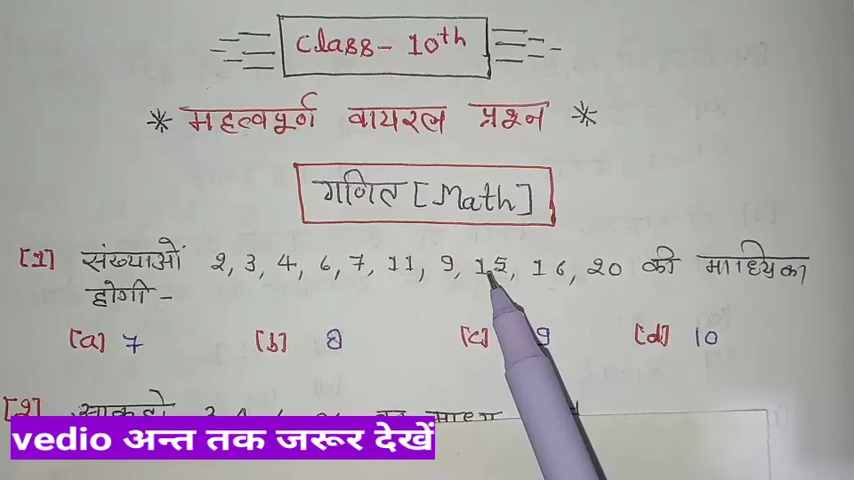 Class- 10th
* महत्वपूर्ण वायरल प्रश्न *
गणित [Math]
[1] संख्याओं 2, 3, 4, 6, 7, 11, 9, 15, 16, 20 की माध्यिका
होगी -
[a] 7 [b] 8 [c] 9 [d] 10
[2]
vedio अन्त तक जरूर देखें